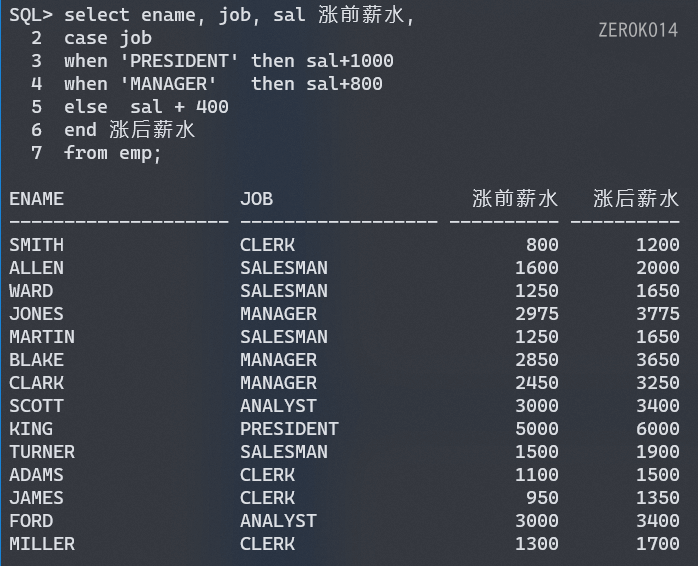 SQL> select ename, job, sal 涨前薪水,
ZEROKO14
2 case job
3 when 'PRESIDENT' then sal+1000
4 when 'MANAGER' then sal+800
5 else sal + 400
6 end 涨后薪水
7 from emp;
ENAME JOB 涨前薪水 涨后薪水
-------------------- ------------------ ---------- ----------
SMITH CLERK 800 1200
ALLEN SALESMAN 1600 2000
WARD SALESMAN 1250 1650
JONES MANAGER 2975 3775
MARTIN SALESMAN 1250 1650
BLAKE MANAGER 2850 3650
CLARK MANAGER 2450 3250
SCOTT ANALYST 3000 3400
KING PRESIDENT 5000 6000
TURNER SALESMAN 1500 1900
ADAMS CLERK 1100 1500
JAMES CLERK 950 1350
FORD ANALYST 3000 3400
MILLER CLERK 1300 1700